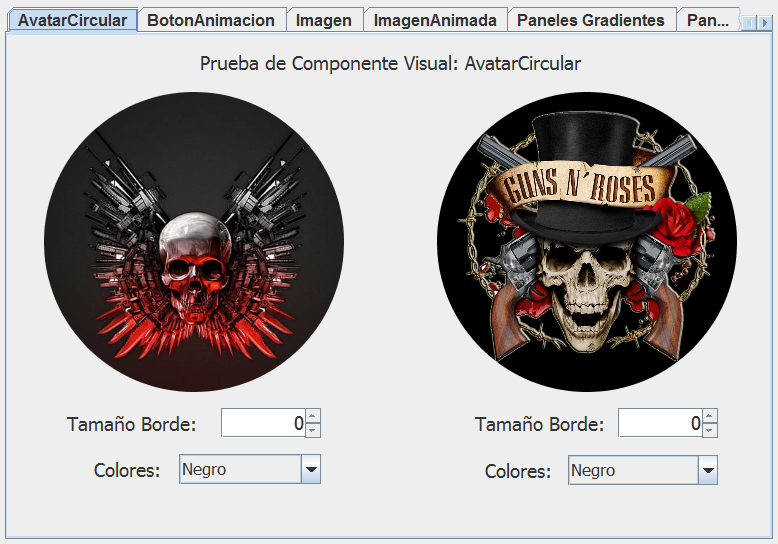 AvatarCircular BotonAnimacion Imagen ImagenAnimada Paneles Gradientes Pan...
Prueba de Componente Visual: AvatarCircular
GUNS N´ROSES
Tamaño Borde: 0 Tamaño Borde: 0
Colores: Negro Colores: Negro